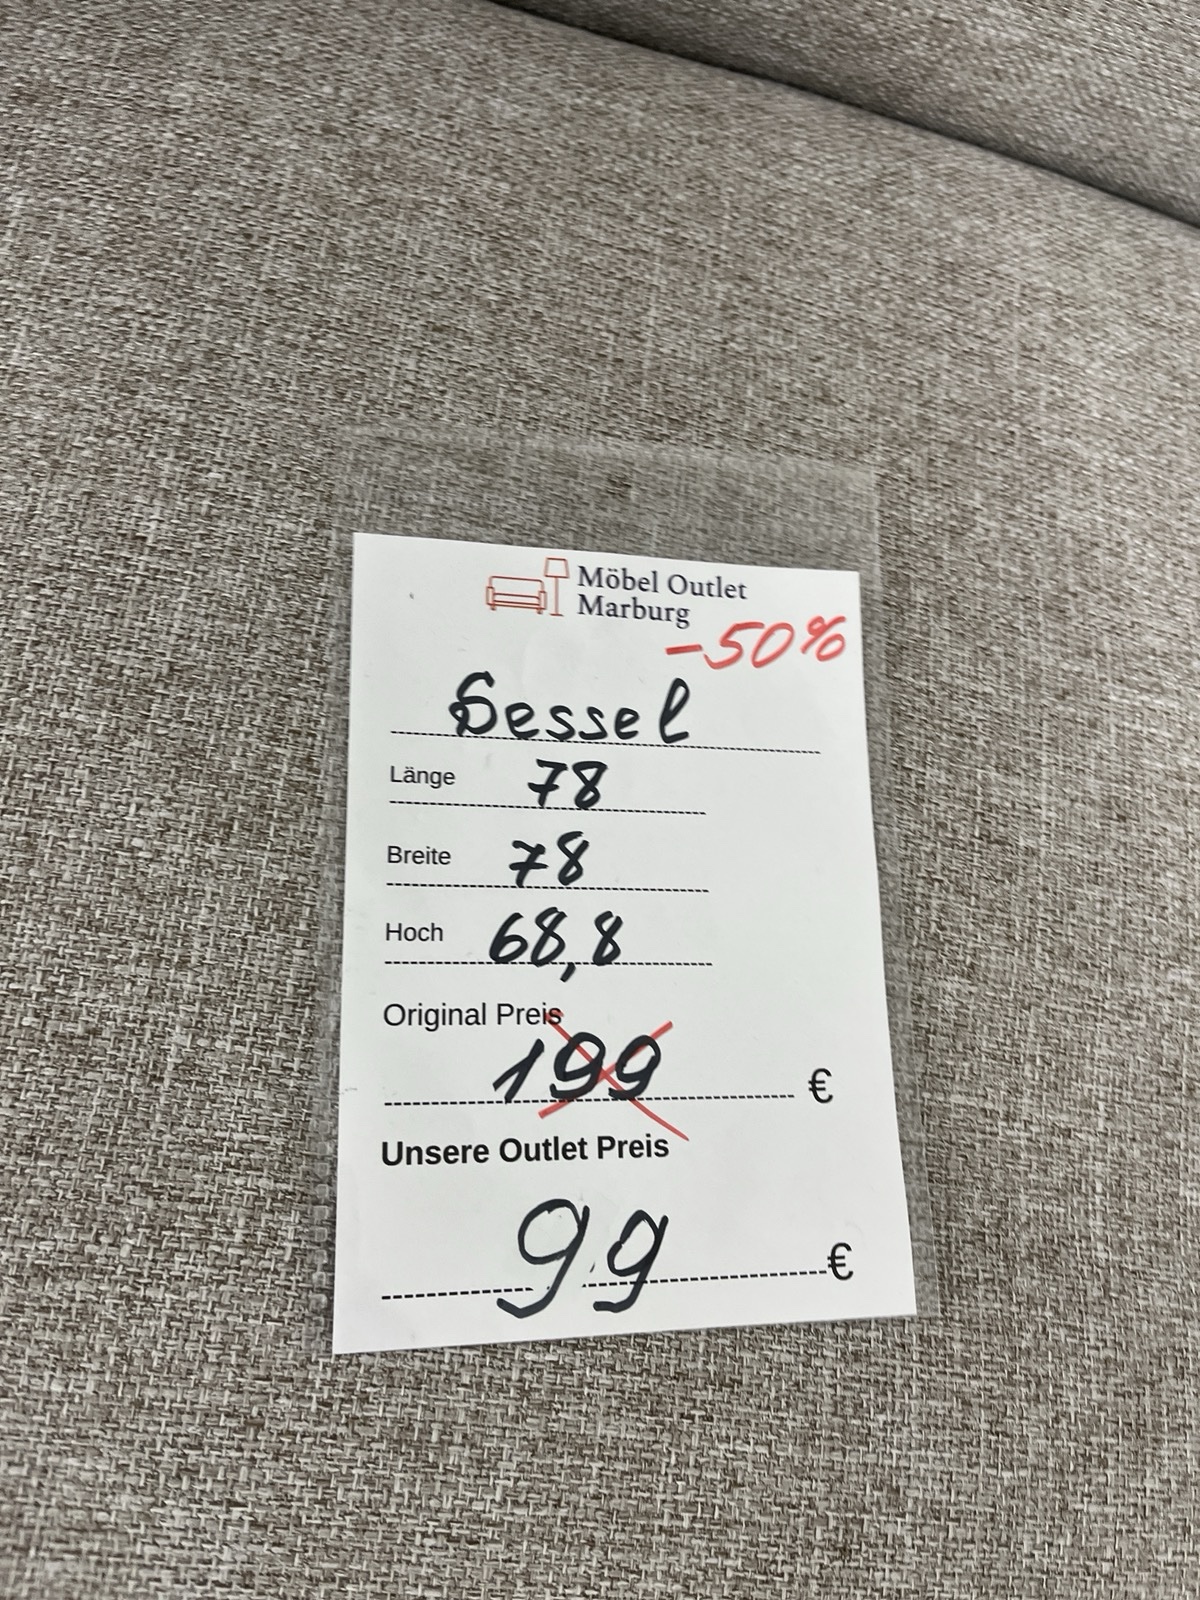 Möbel Outlet
Marburg
-50%
Sessel
Länge 78
Breite 78
Hoch 68,8
Original Preis
199 €
Unsere Outlet Preis
99 €